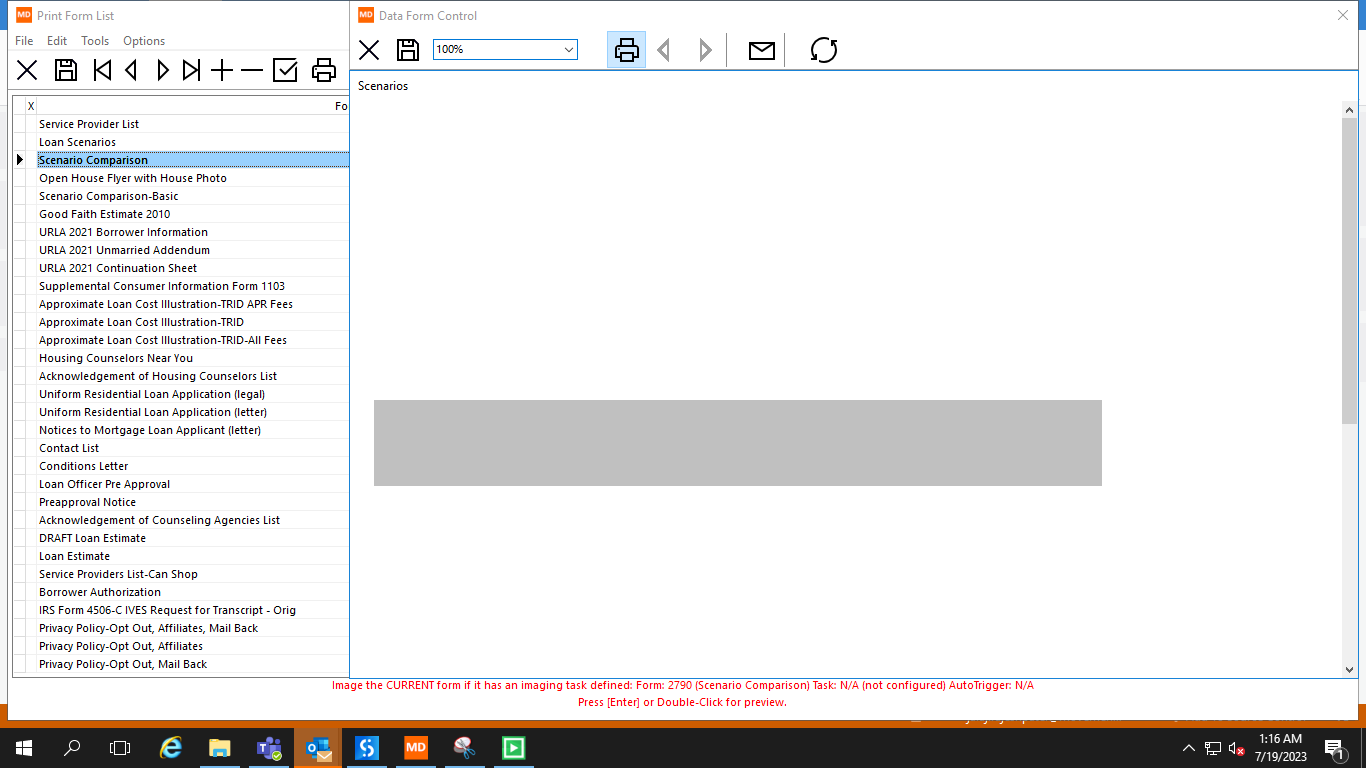 MD Print Form List
MD Data Form Control
File Edit Tools Options
100%
Scenarios
X Fo
Service Provider List
Loan Scenarios
Scenario Comparison
Open House Flyer with House Photo
Scenario Comparison-Basic
Good Faith Estimate 2010
URLA 2021 Borrower Information
URLA 2021 Unmarried Addendum
URLA 2021 Continuation Sheet
Supplemental Consumer Information Form 1103
Approximate Loan Cost Illustration-TRID APR Fees
Approximate Loan Cost Illustration-TRID
Approximate Loan Cost Illustration-TRID-All Fees
Housing Counselors Near You
Acknowledgement of Housing Counselors List
Uniform Residential Loan Application (legal)
Uniform Residential Loan Application (letter)
Notices to Mortgage Loan Applicant (letter)
Contact List
Conditions Letter
Loan Officer Pre Approval
Preapproval Notice
Acknowledgement of Counseling Agencies List
DRAFT Loan Estimate
Loan Estimate
Service Providers List-Can Shop
Borrower Authorization
IRS Form 4506-C IVES Request for Transcript - Orig
Privacy Policy-Opt Out, Affiliates, Mail Back
Privacy Policy-Opt Out, Affiliates
Privacy Policy-Opt Out, Mail Back
Image the CURRENT form if it has an imaging task defined: Form: 2790 (Scenario Comparison) Task: N/A (not configured) AutoTrigger: N/A
Press [Enter] or Double-Click for preview.
MD
1:16 AM
7/19/2023
1